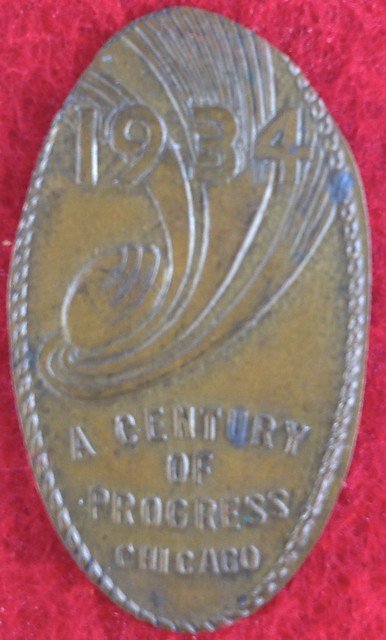 1934
A CENTURY
OF
PROGRESS
CHICAGO